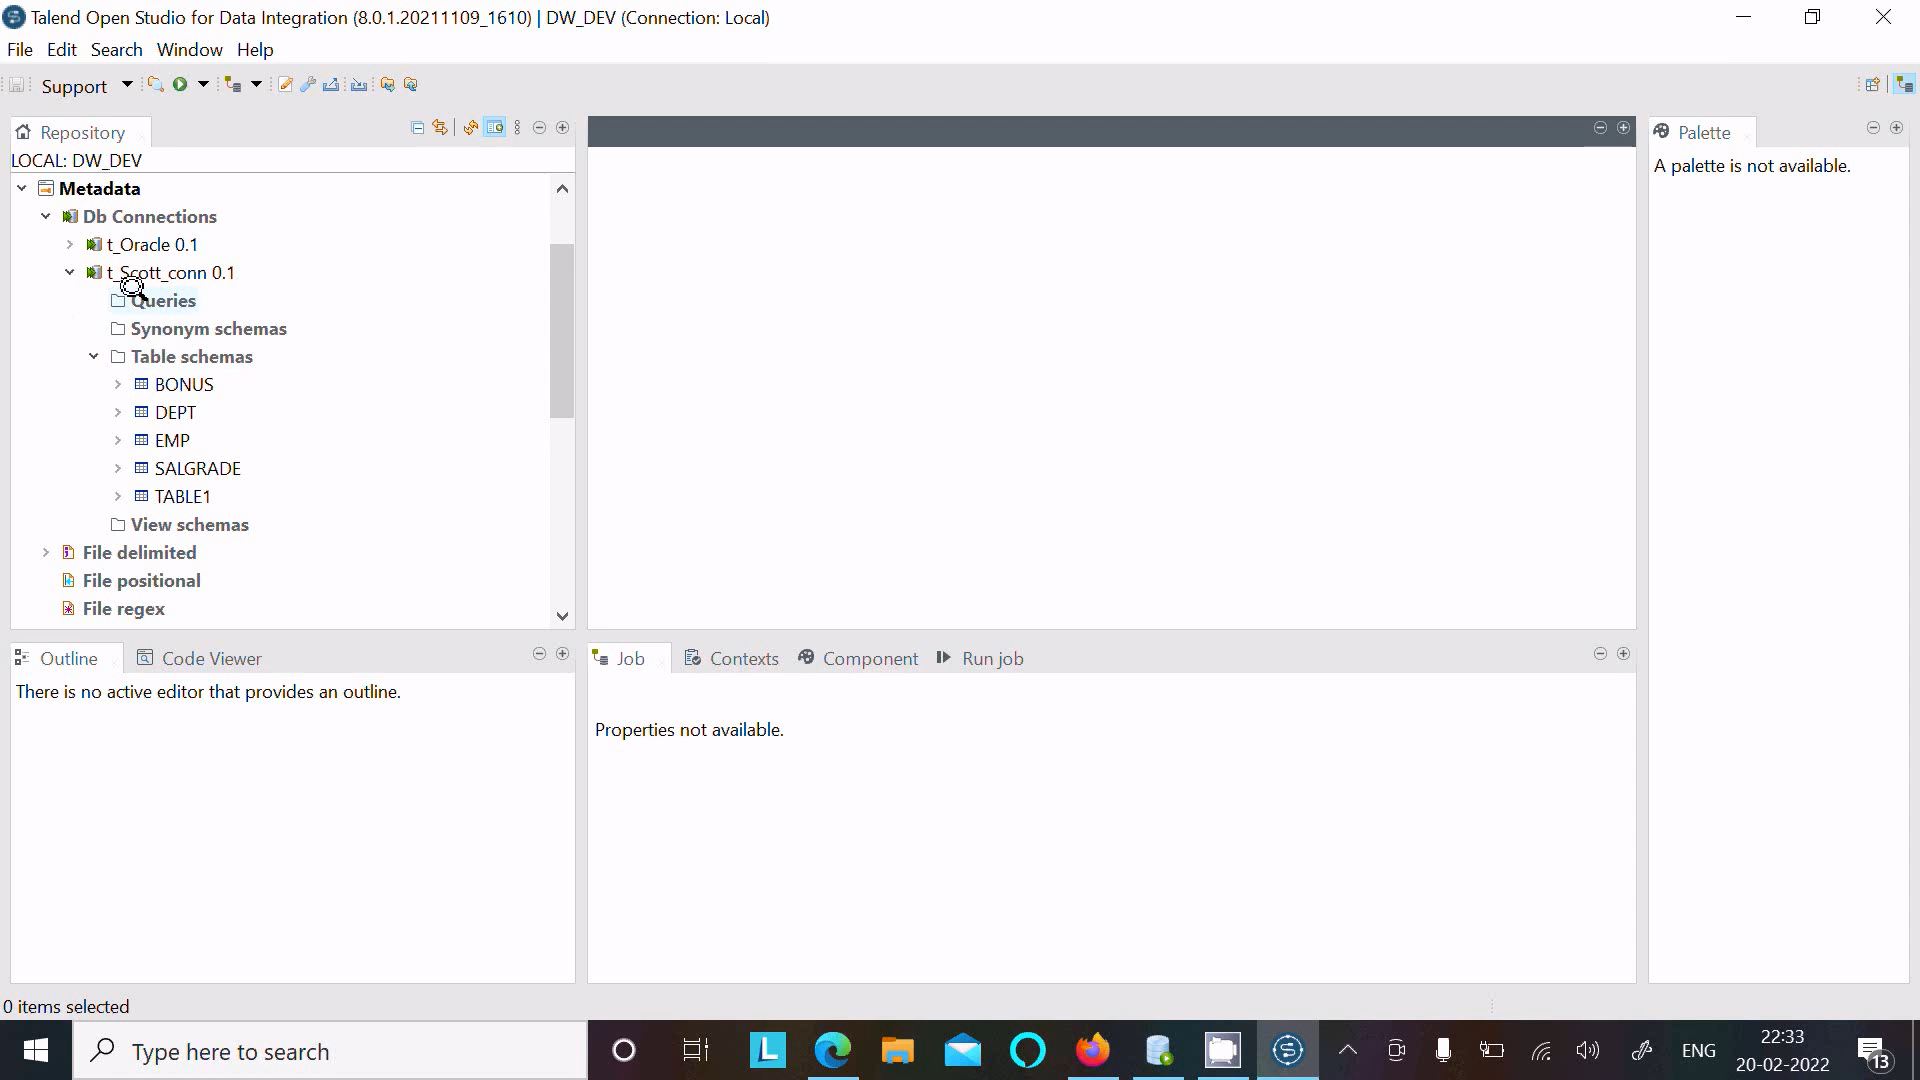 Talend Open Studio for Data Integration (8.0.1.20211109_1610) | DW_DEV (Connection: Local)
File Edit Search Window Help
Support
Repository
LOCAL: DW_DEV
Metadata
Db Connections
t_Oracle 0.1
t_Scott_conn 0.1
Queries
Synonym schemas
Table schemas
BONUS
DEPT
EMP
SALGRADE
TABLE1
View schemas
File delimited
File positional
File regex
Palette
A palette is not available.
Outline Code Viewer
There is no active editor that provides an outline.
Job Contexts Component Run job
Properties not available.
0 items selected
Type here to search
L
ENG
22:33
20-02-2022
13